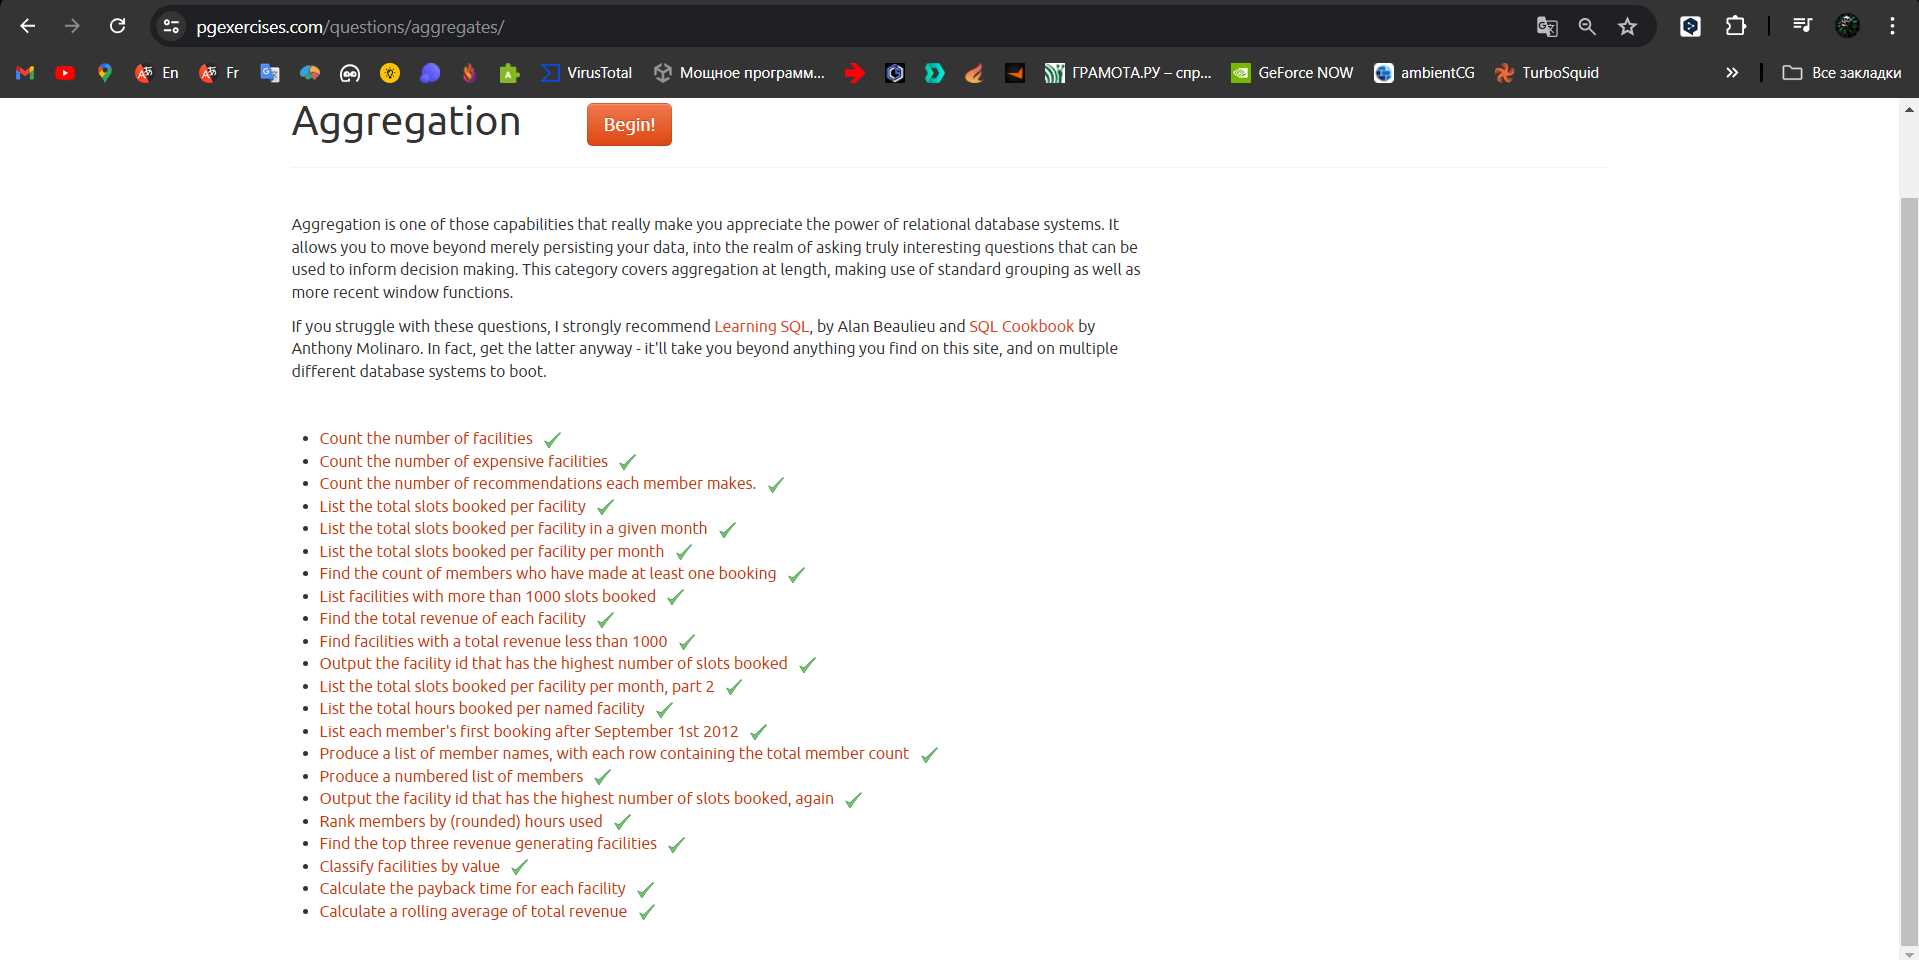 pgexercises.com/questions/aggregates/
En
Fr
VirusTotal
Мощное программ...
ГРАМОТА.РУ – спр...
GeForce NOW
ambientCG
TurboSquid
Все закладки
Aggregation
Begin!
Aggregation is one of those capabilities that really make you appreciate the power of relational database systems. It
allows you to move beyond merely persisting your data, into the realm of asking truly interesting questions that can be
used to inform decision making. This category covers aggregation at length, making use of standard grouping as well as
more recent window functions.
If you struggle with these questions, I strongly recommend Learning SQL, by Alan Beaulieu and SQL Cookbook by
Anthony Molinaro. In fact, get the latter anyway - it'll take you beyond anything you find on this site, and on multiple
different database systems to boot.
Count the number of facilities
Count the number of expensive facilities
Count the number of recommendations each member makes.
List the total slots booked per facility
List the total slots booked per facility in a given month
List the total slots booked per facility per month
Find the count of members who have made at least one booking
List facilities with more than 1000 slots booked
Find the total revenue of each facility
Find facilities with a total revenue less than 1000
Output the facility id that has the highest number of slots booked
List the total slots booked per facility per month, part 2
List the total hours booked per named facility
List each member's first booking after September 1st 2012
Produce a list of member names, with each row containing the total member count
Produce a numbered list of members
Output the facility id that has the highest number of slots booked, again
Rank members by (rounded) hours used
Find the top three revenue generating facilities
Classify facilities by value
Calculate the payback time for each facility
Calculate a rolling average of total revenue